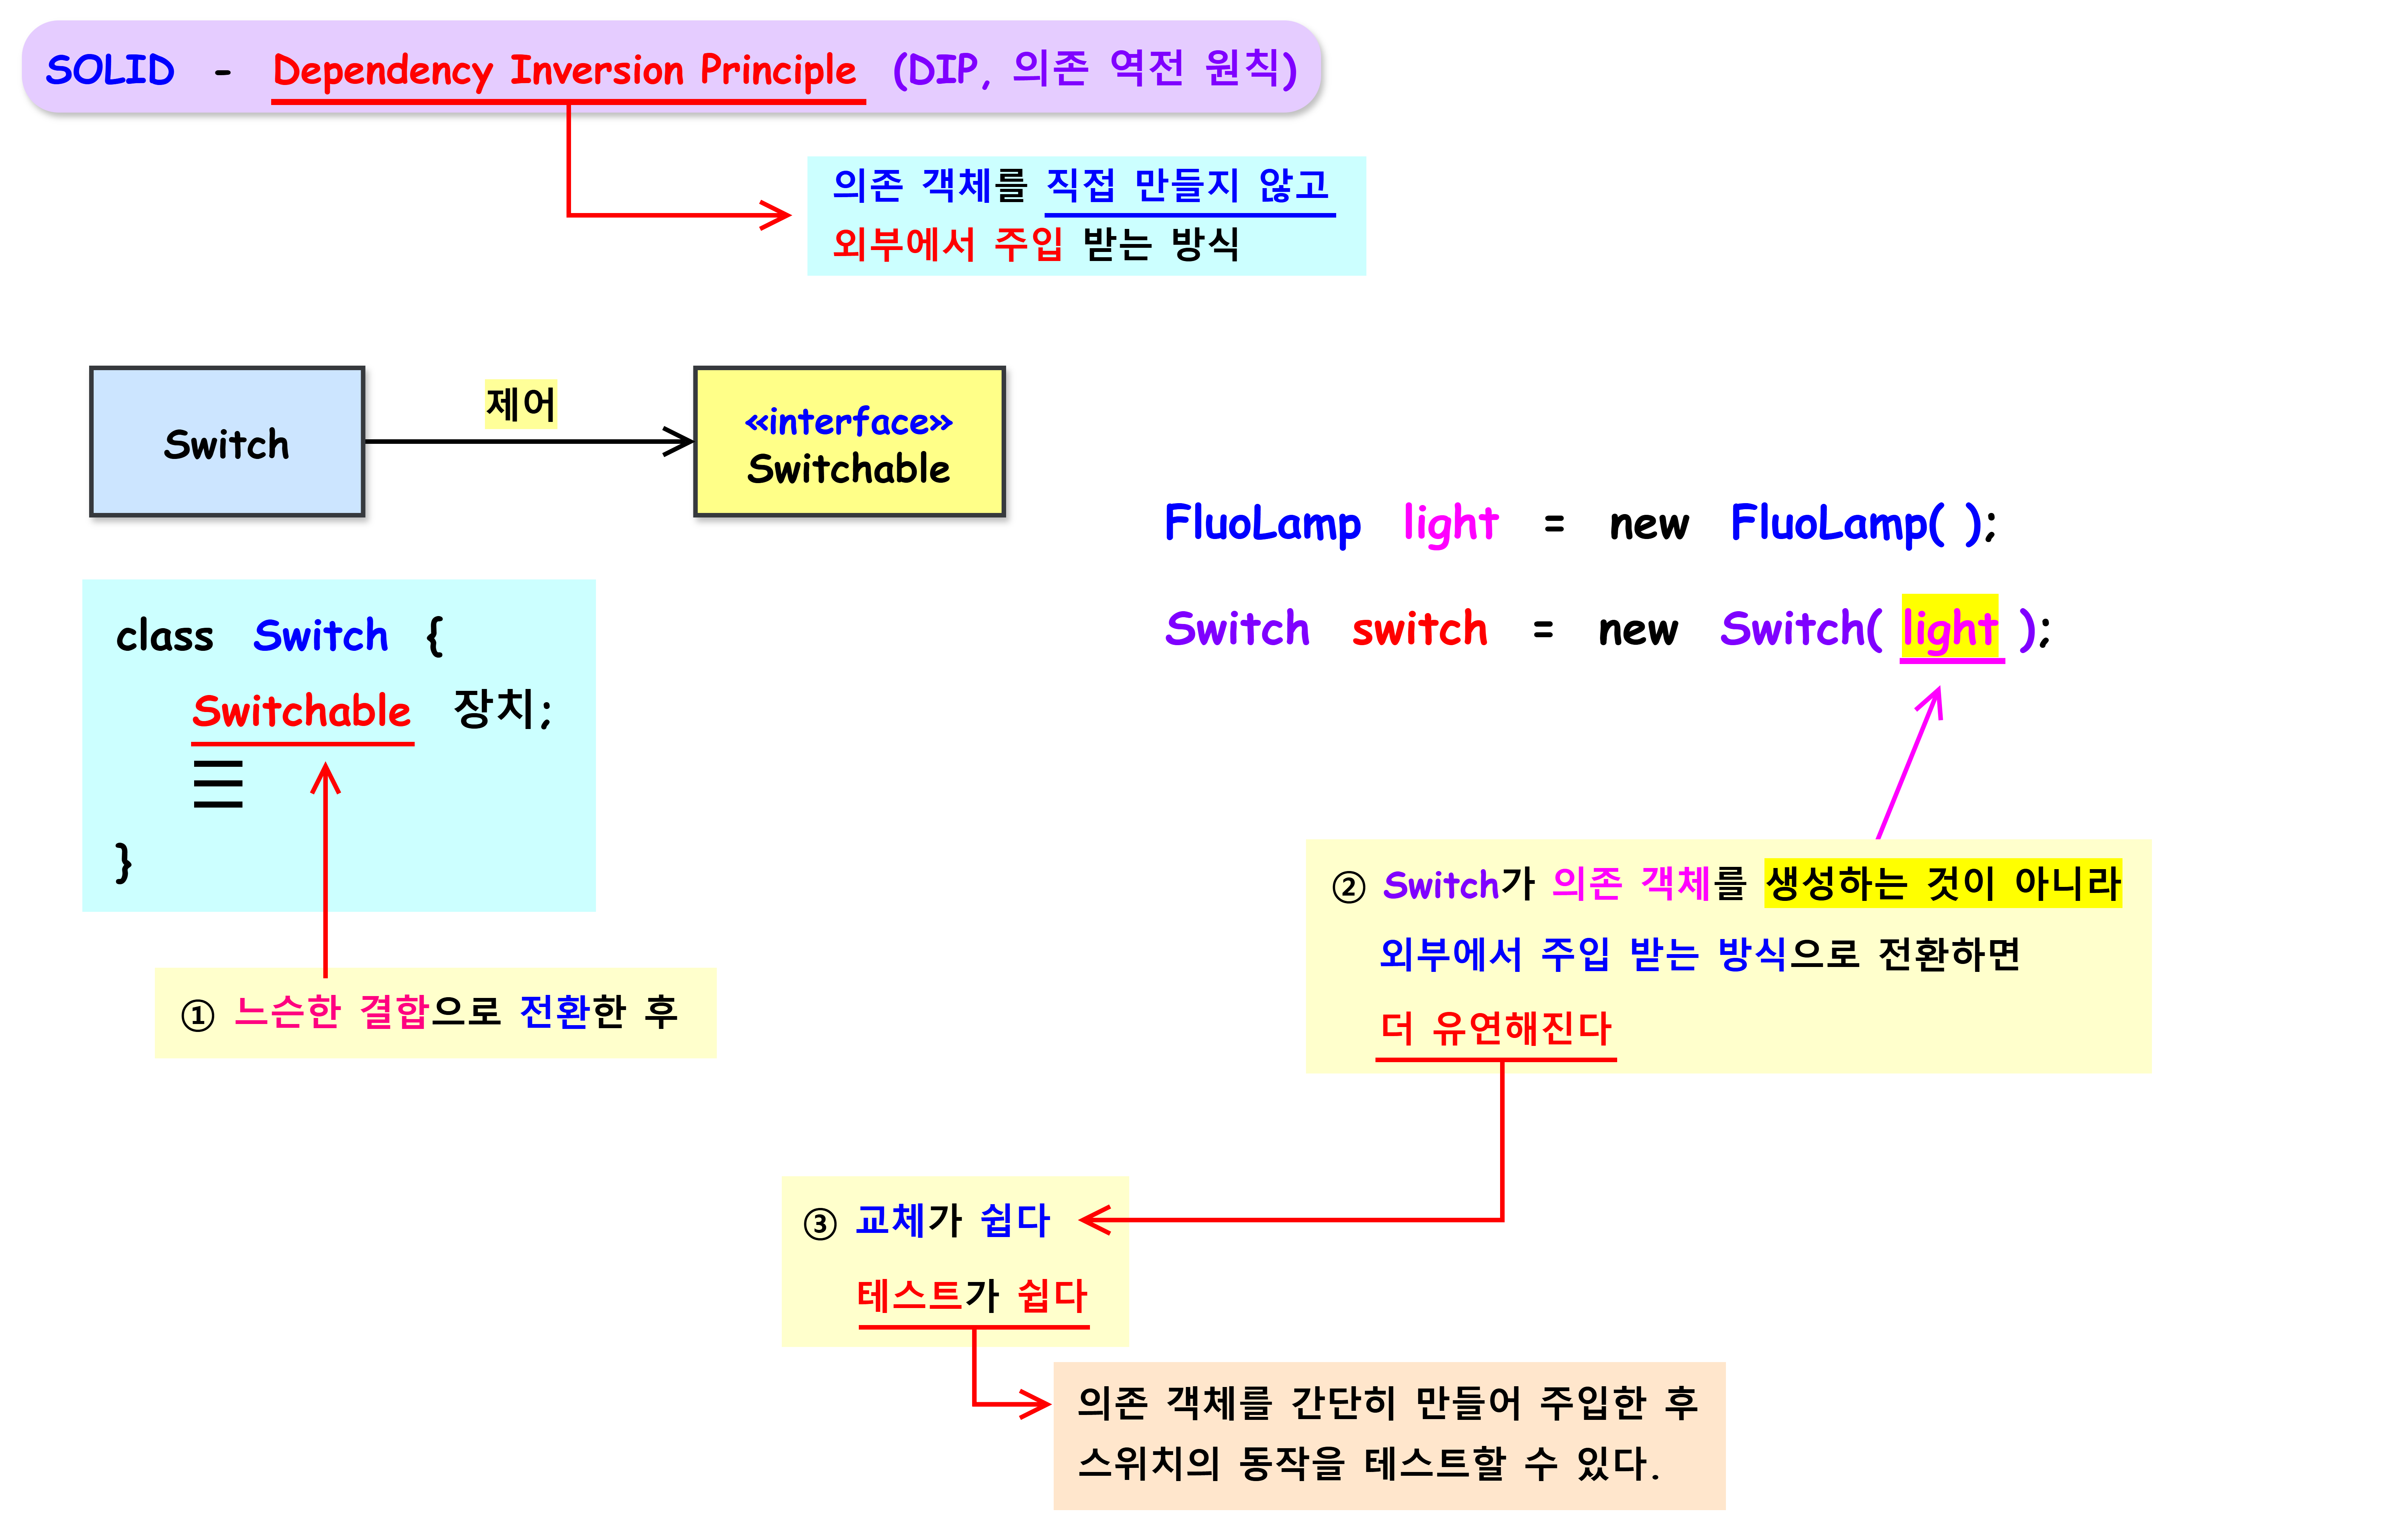 SOLID - Dependency Inversion Principle (DIP, 의존 역전 원칙)
의존 객체를 직접 만들지 않고
외부에서 주입 받는 방식
Switch
제어
«interface»
Switchable
FluoLamp light = new FluoLamp( );
Switch switch = new Switch( light );
class Switch {
Switchable 장치;
}
① 느슨한 결합으로 전환한 후
② Switch가 의존 객체를 생성하는 것이 아니라
외부에서 주입 받는 방식으로 전환하면
더 유연해진다
③ 교체가 쉽다
테스트가 쉽다
의존 객체를 간단히 만들어 주입한 후
스위치의 동작을 테스트할 수 있다.